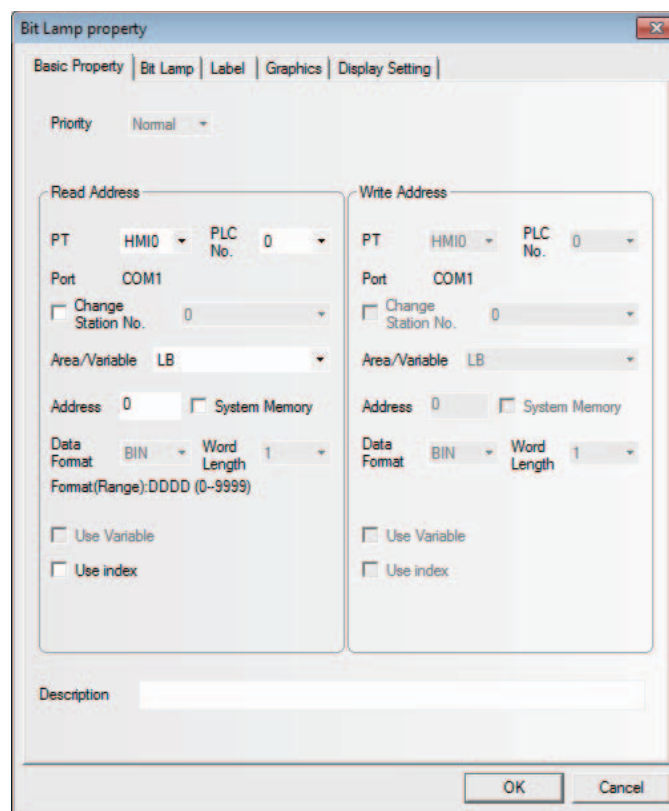 Bit Lamp property
Basic Property Bit Lamp Label Graphics Display Setting
Priority Normal
Read Address
PT HMI0 PLC No. 0
Port COM1
Change Station No. 0
Area/Variable LB
Address 0 System Memory
Data Format BIN Word Length 1
Format(Range):DDDD (0--9999)
Use Variable
Use index
Write Address
PT HMI0 PLC No. 0
Port COM1
Change Station No. 0
Area/Variable LB
Address 0 System Memory
Data Format BIN Word Length 1
Use Variable
Use index
Description
OK Cancel